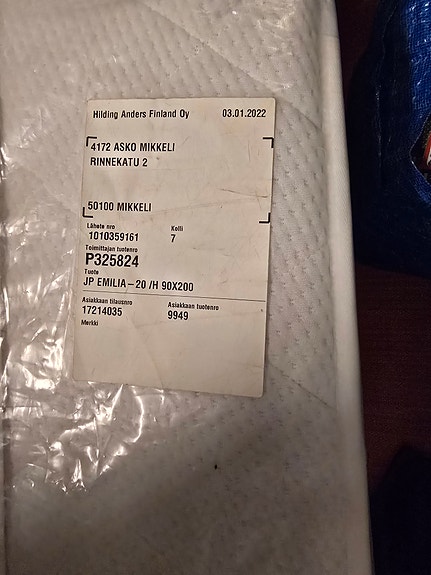 Hilding Anders Finland Oy 03.01.2022
4172 ASKO MIKKELI
RINNEKATU 2
50100 MIKKELI
Lähete nro Kolli
1010359161 7
Toimittajan tuotenro
P325824
Tuote
JP EMILIA-20 /H 90X200
Asiakkaan tilausnro Asiakkaan tuotenro
17214035 9949
Merkki